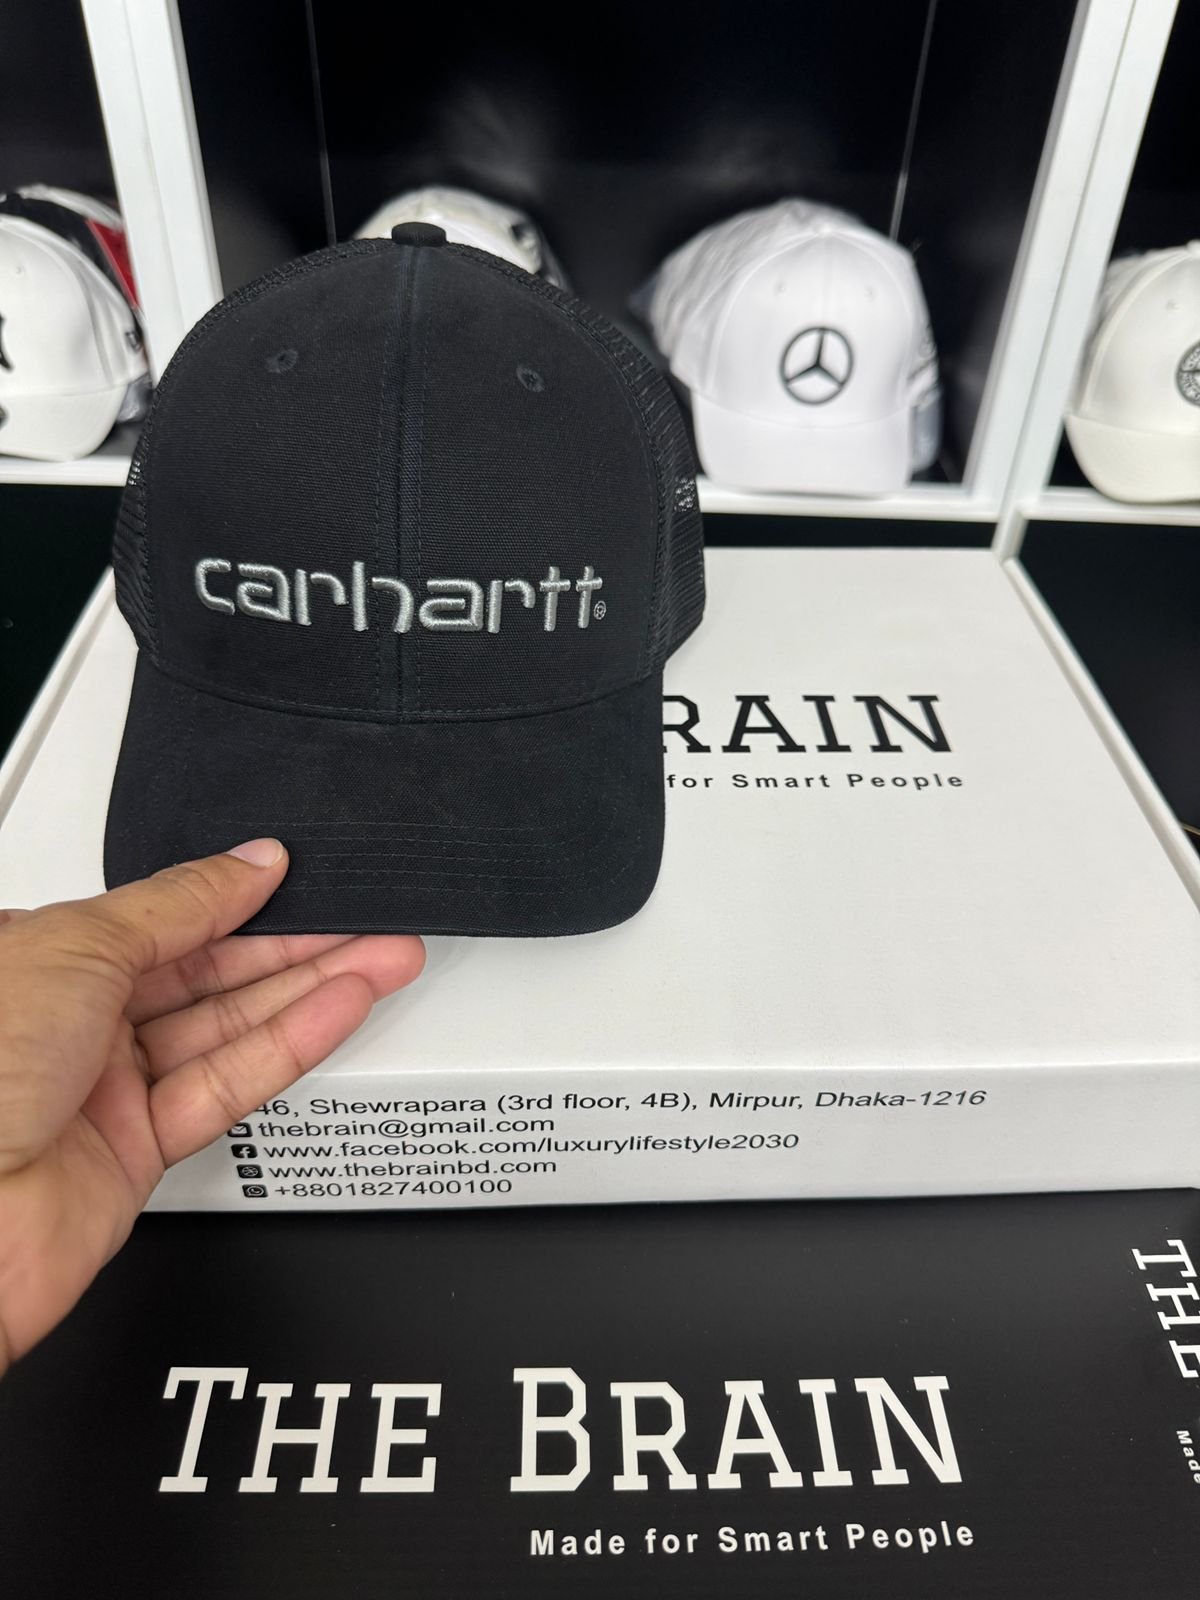 carhartt
RAIN
for Smart People
46, Shewrapara (3rd floor, 4B), Mirpur, Dhaka-1216
thebrain@gmail.com
www.facebook.com/luxurylifestyle2030
www.thebrainbd.com
+8801827400100
THE BRAIN
Made for Smart People
THE
Made